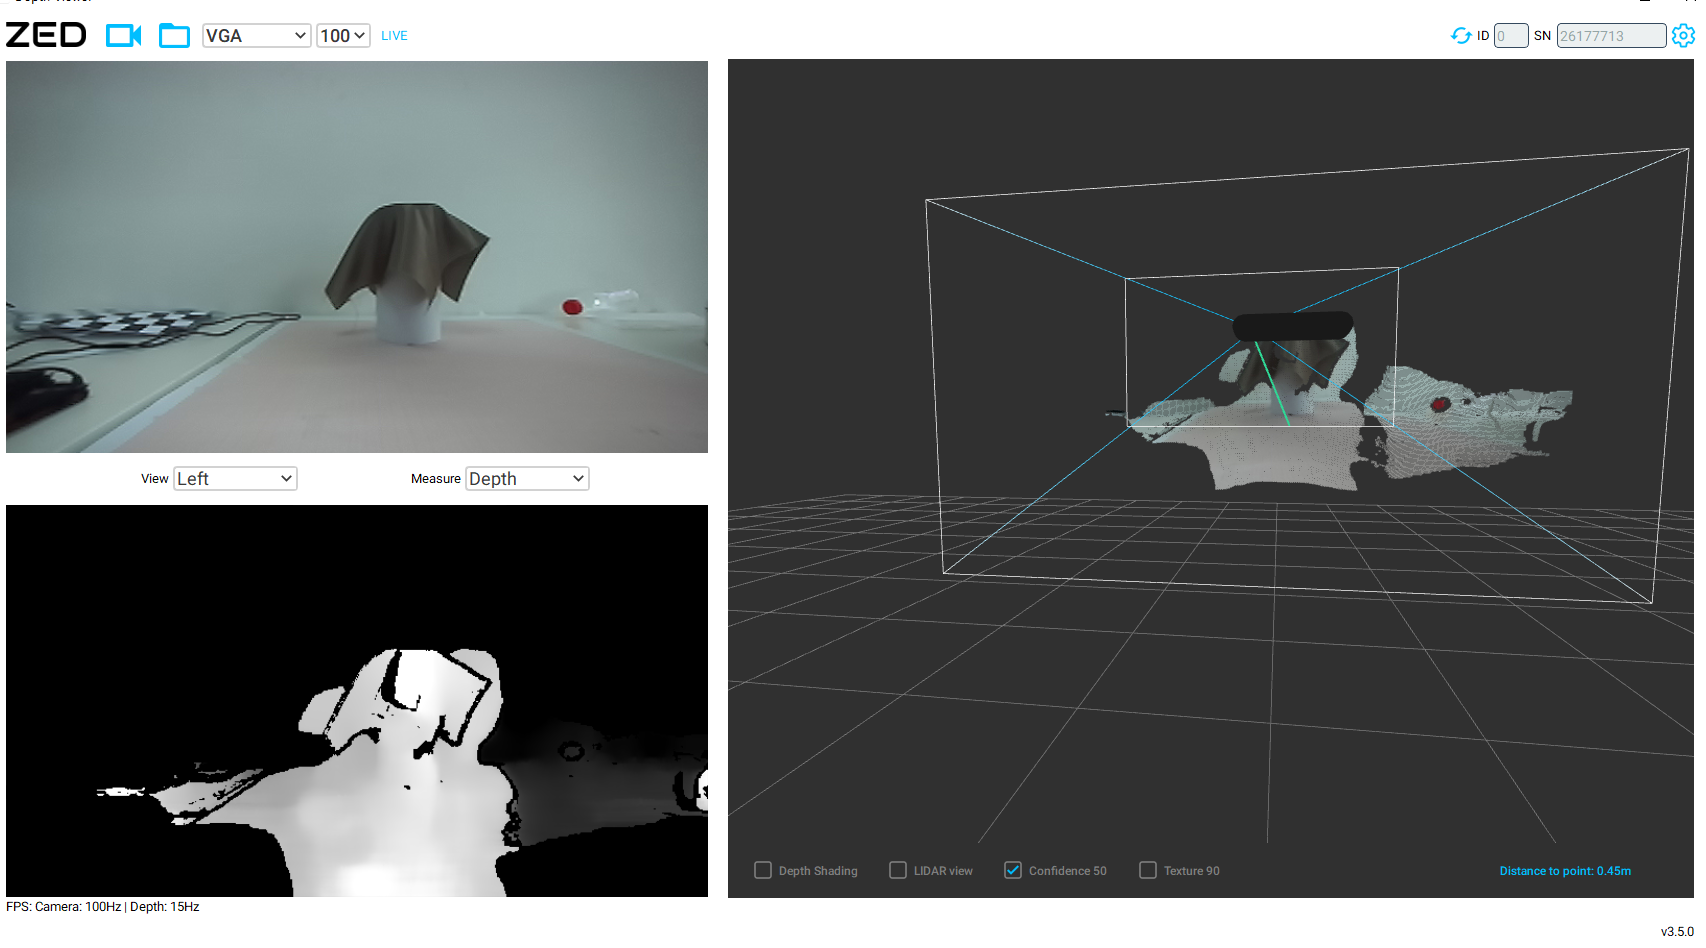 ZED VGA 100 LIVE ID 0 SN 26177713
View Left Measure Depth
Depth Shading LIDAR view Confidence 50 Texture 90 Distance to point: 0.45m
FPS: Camera: 100Hz | Depth: 15Hz
v3.5.0